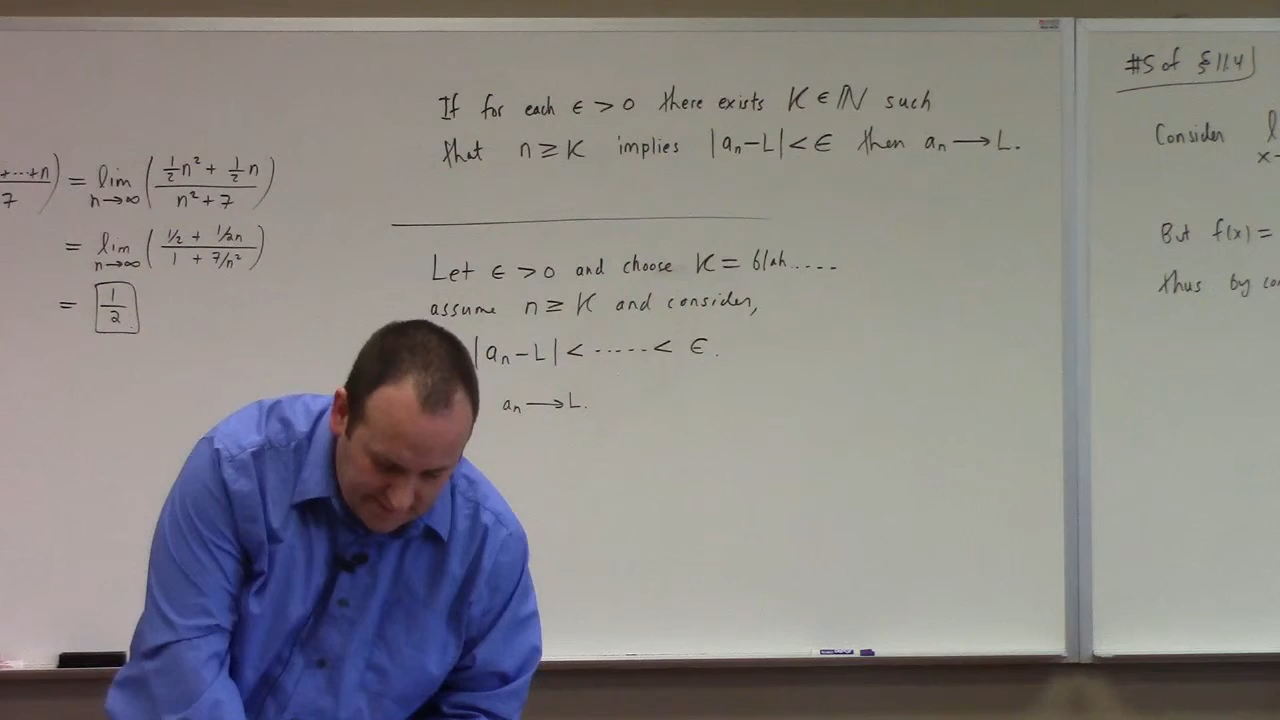 +⋯+n / 7 ) = lim n→∞ ( ½n² + ½n / n² + 7 )
= lim n→∞ ( 1/2 + 1/2n / 1 + 7/n² )
= 1/2
If for each ε > 0 there exists K ∈ ℕ such
that n ≥ K implies |aₙ-L| < ε then aₙ → L.
Let ε > 0 and choose K = blah....
assume n ≥ K and consider,
|aₙ-L| < ...... < ε.
aₙ → L.
#5 of §11.4
Consider
x→
But f(x) =
thus by